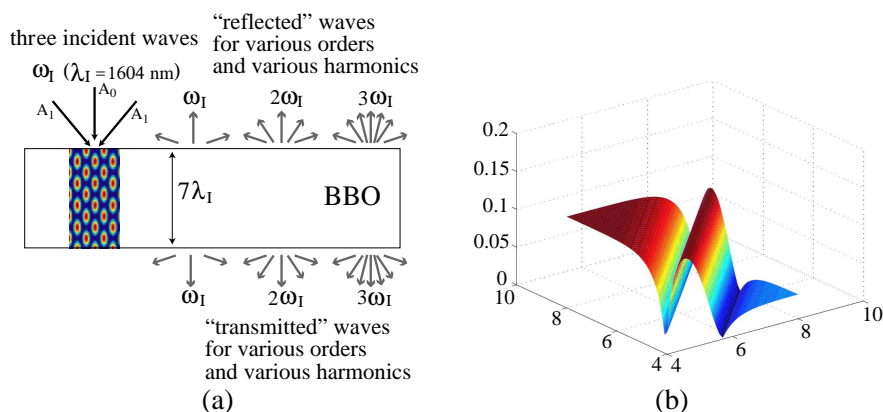 three incident waves
ω_I (λ_I = 1604 nm)
A_1
A_0
A_1
“reflected” waves
for various orders
and various harmonics
ω_I
2ω_I
3ω_I
7λ_I
BBO
ω_I
2ω_I
3ω_I
“transmitted” waves
for various orders
and various harmonics
(a)
0.2
0.15
0.1
0.05
0
10
8
6
4
4
6
8
10
(b)